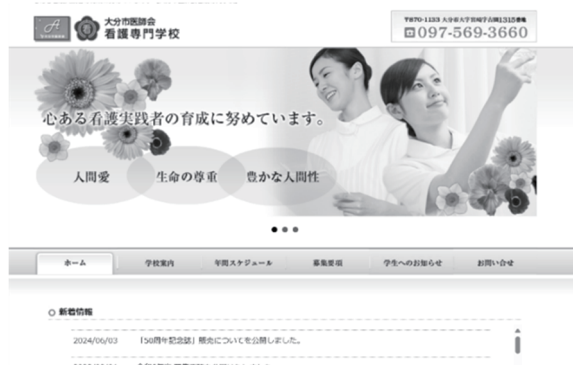 大分市医師会
看護専門学校
〒870-1133 大分市大字宮崎字古園1315番地
097-569-3660
心ある看護実践者の育成に努めています。
人間愛 生命の尊重 豊かな人間性
ホーム 学校案内 年間スケジュール 募集要項 学生へのお知らせ お問い合せ
新着情報
2024/06/03 「50周年記念誌」販売についてを公開しました。